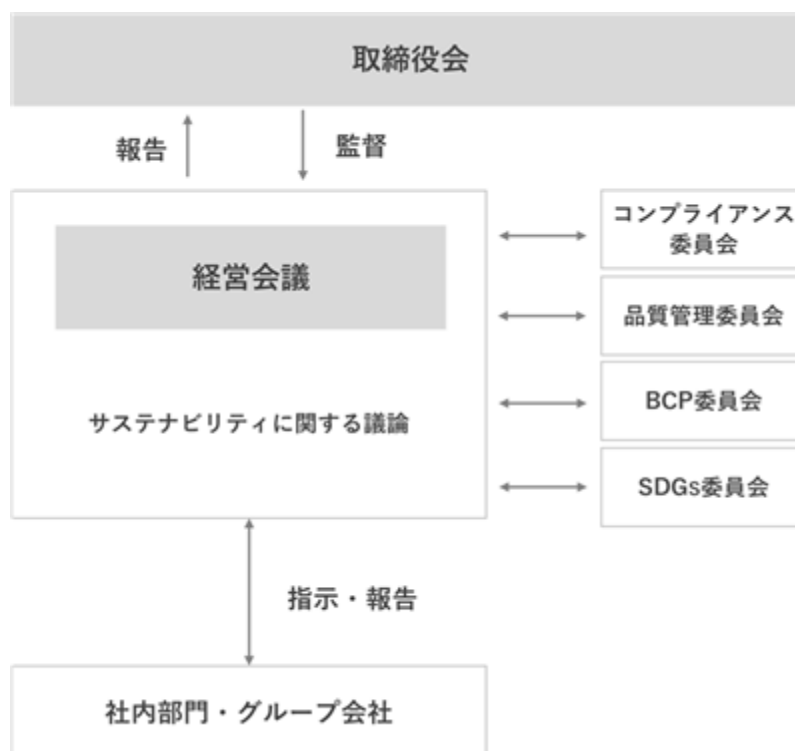 取締役会
報告
監督
経営会議
サステナビリティに関する議論
コンプライアンス
委員会
品質管理委員会
BCP委員会
SDGs委員会
指示・報告
社内部門・グループ会社